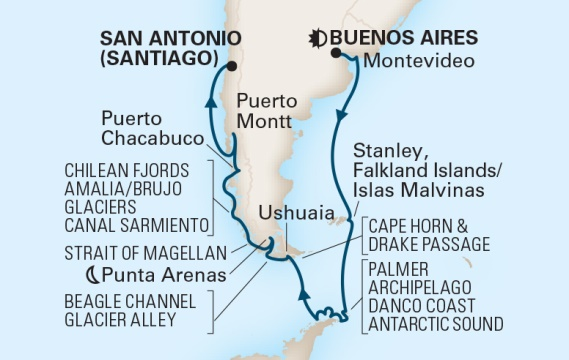 SAN ANTONIO
(SANTIAGO)
BUENOS AIRES
Montevideo
Puerto
Montt
Puerto
Chacabuco
Stanley,
Falkland Islands/
Islas Malvinas
CHILEAN FJORDS
AMALIA/BRUJO
GLACIERS
CANAL SARMIENTO
Ushuaia
CAPE HORN &
DRAKE PASSAGE
STRAIT OF MAGELLAN
Punta Arenas
PALMER
ARCHIPELAGO
DANCO COAST
ANTARCTIC SOUND
BEAGLE CHANNEL
GLACIER ALLEY